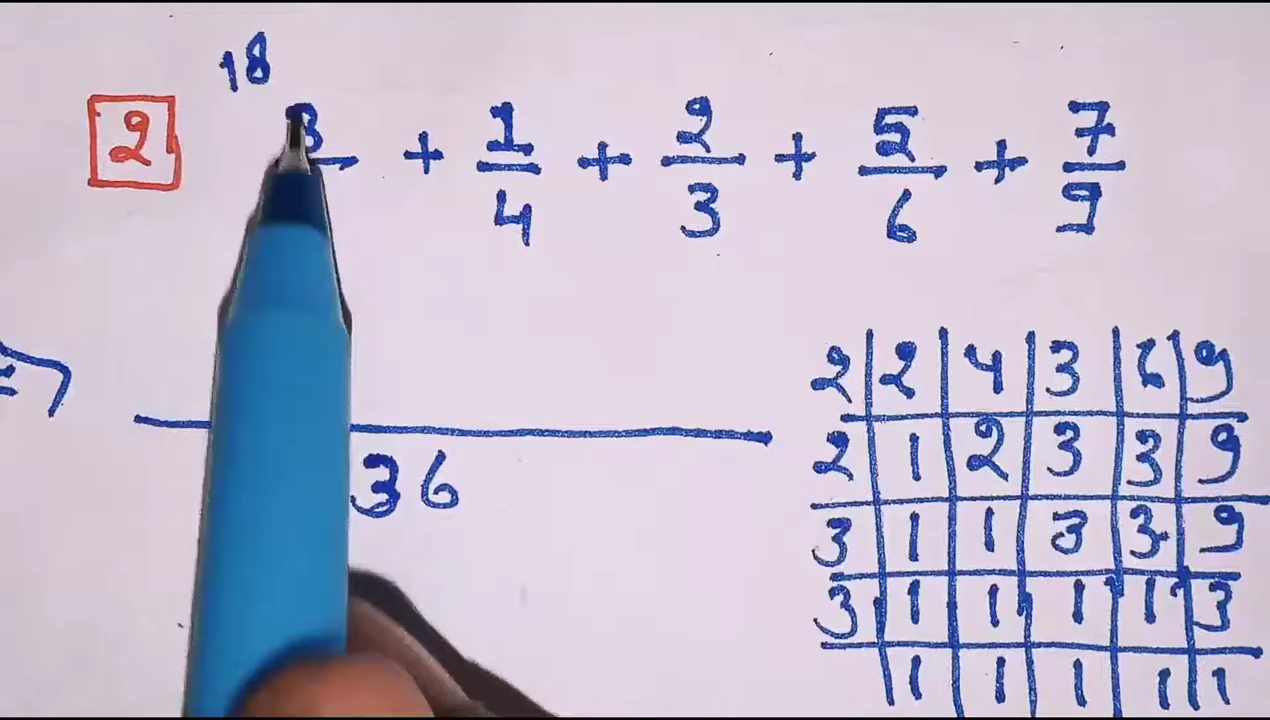 18
2 3/ + 1/4 + 2/3 + 5/6 + 7/9
36
2 2 4 3 6 9
2 1 2 3 3 9
3 1 1 3 3 9
3 1 1 1 1 3
1 1 1 1 1